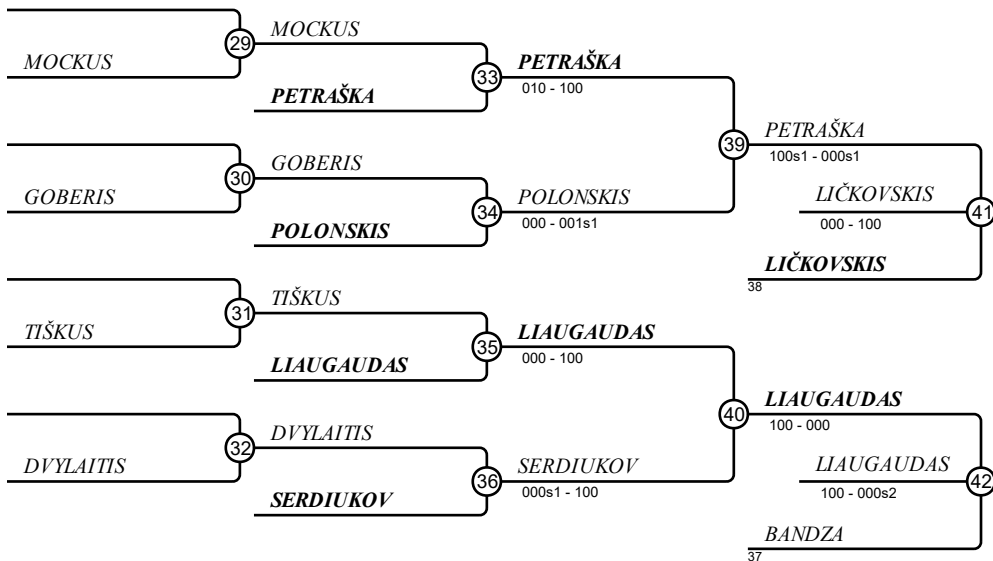 MOCKUS
29
MOCKUS
PETRAŠKA
33
PETRAŠKA
010 - 100
GOBERIS
30
GOBERIS
POLONSKIS
34
POLONSKIS
000 - 001s1
39
PETRAŠKA
100s1 - 000s1
LIČKOVSKIS
000 - 100
41
LIČKOVSKIS
38
TIŠKUS
31
TIŠKUS
LIAUGAUDAS
35
LIAUGAUDAS
000 - 100
DVYLAITIS
32
DVYLAITIS
SERDIUKOV
36
SERDIUKOV
000s1 - 100
40
LIAUGAUDAS
100 - 000
LIAUGAUDAS
100 - 000s2
42
BANDZA
37